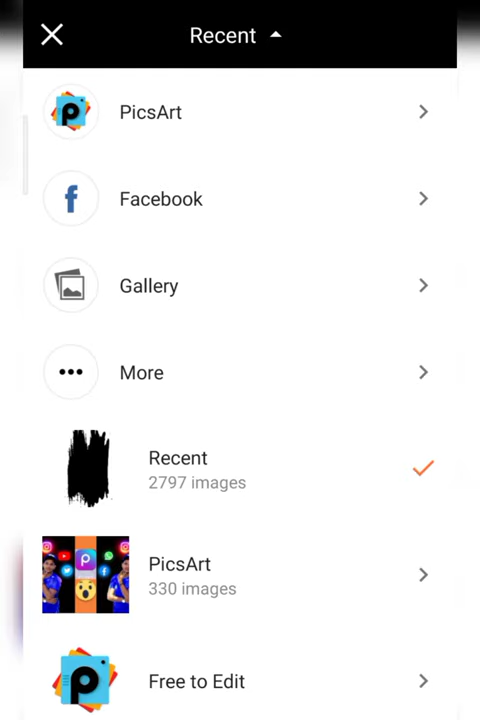 Recent
PicsArt
Facebook
Gallery
More
Recent
2797 images
PicsArt
330 images
Free to Edit